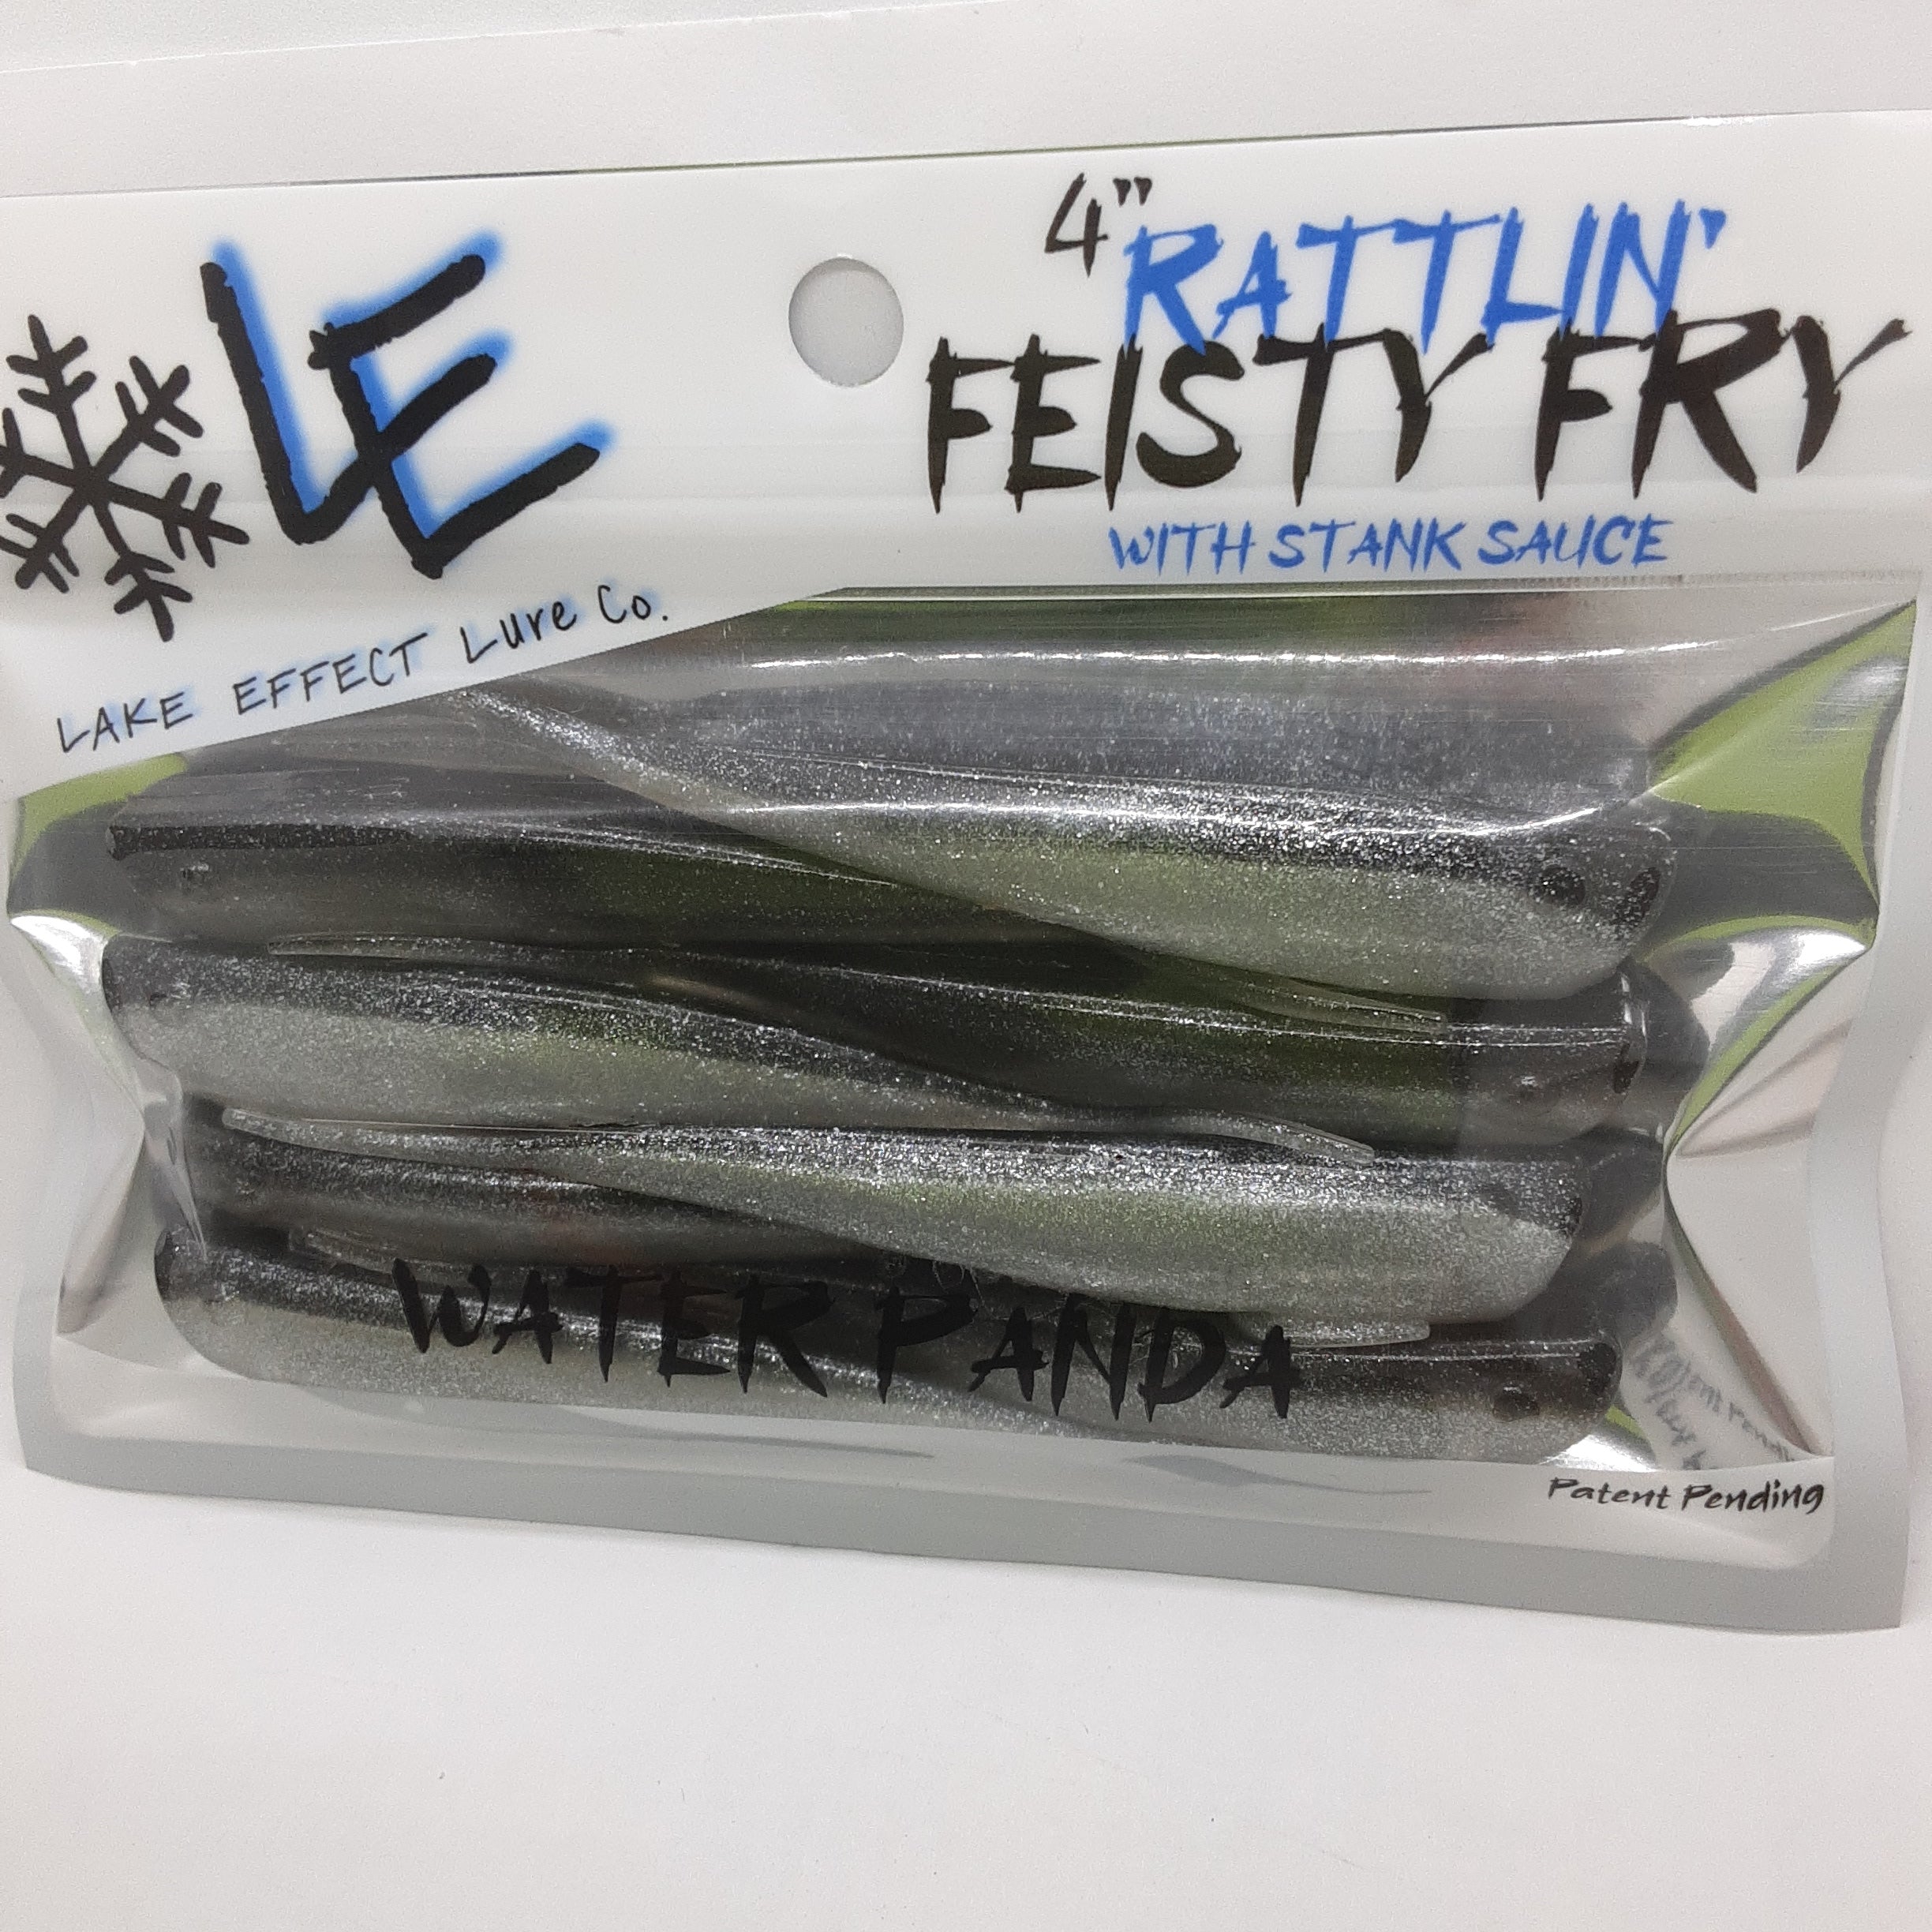 LE
LAKE EFFECT Lure Co.
4" RATTLIN'
FEISTY FRY
WITH STANK SAUCE
WATER PANDA
Patent Pending